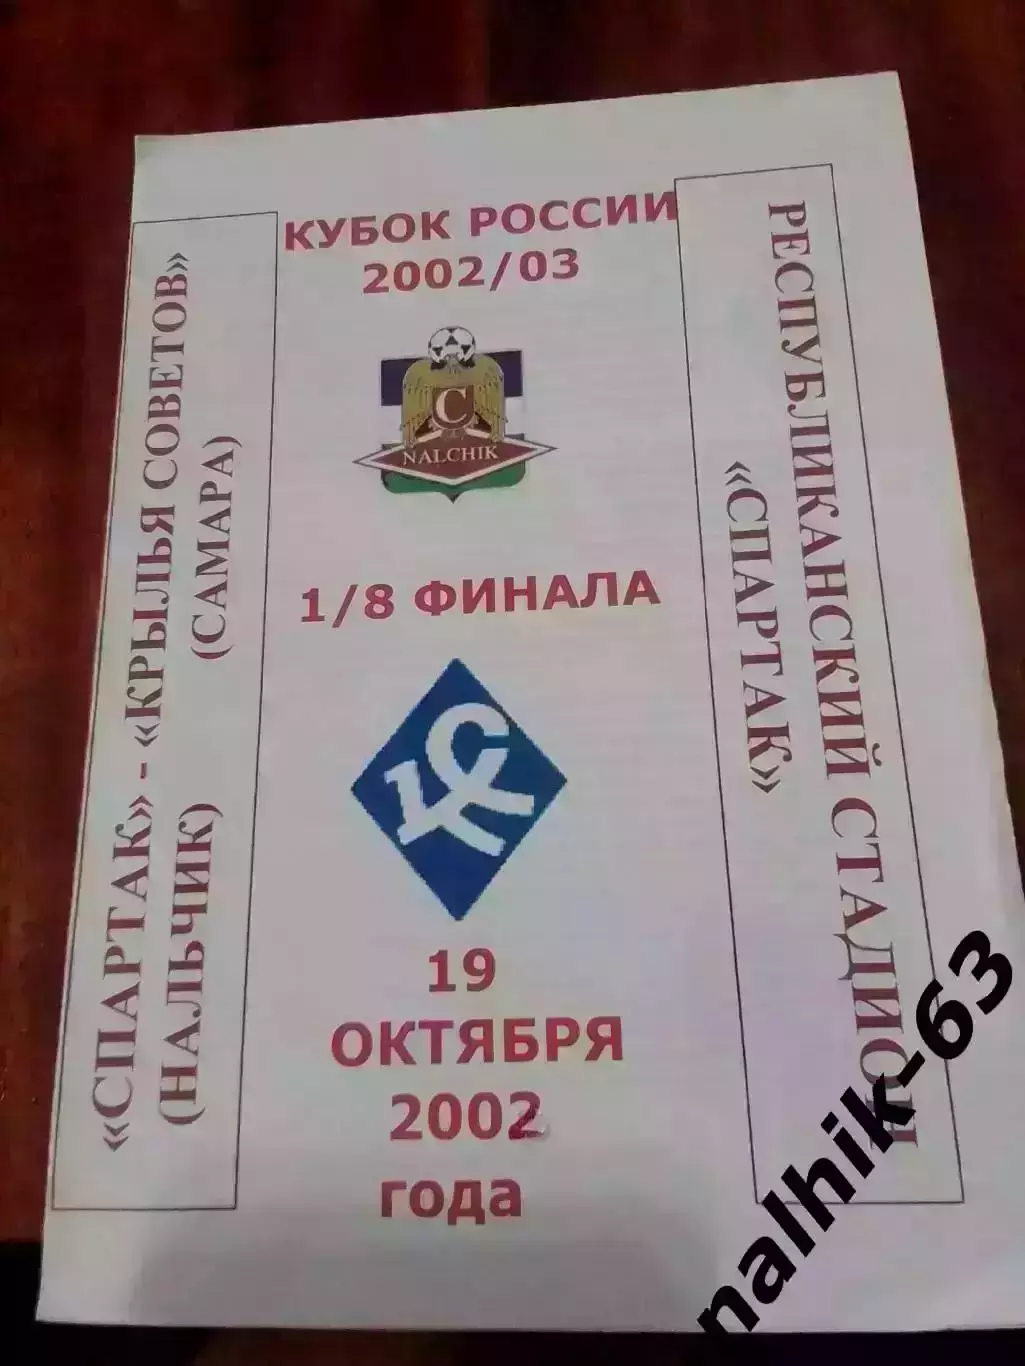 КУБОК РОССИИ
2002/03
«СПАРТАК» - «КРЫЛЬЯ СОВЕТОВ»
(НАЛЬЧИК) (САМАРА)
С
NALCHIK
1/8 ФИНАЛА
КС
19
ОКТЯБРЯ
2002
года
РЕСПУБЛИКАНСКИЙ СТАДИОН
«СПАРТАК»
nalhik-63